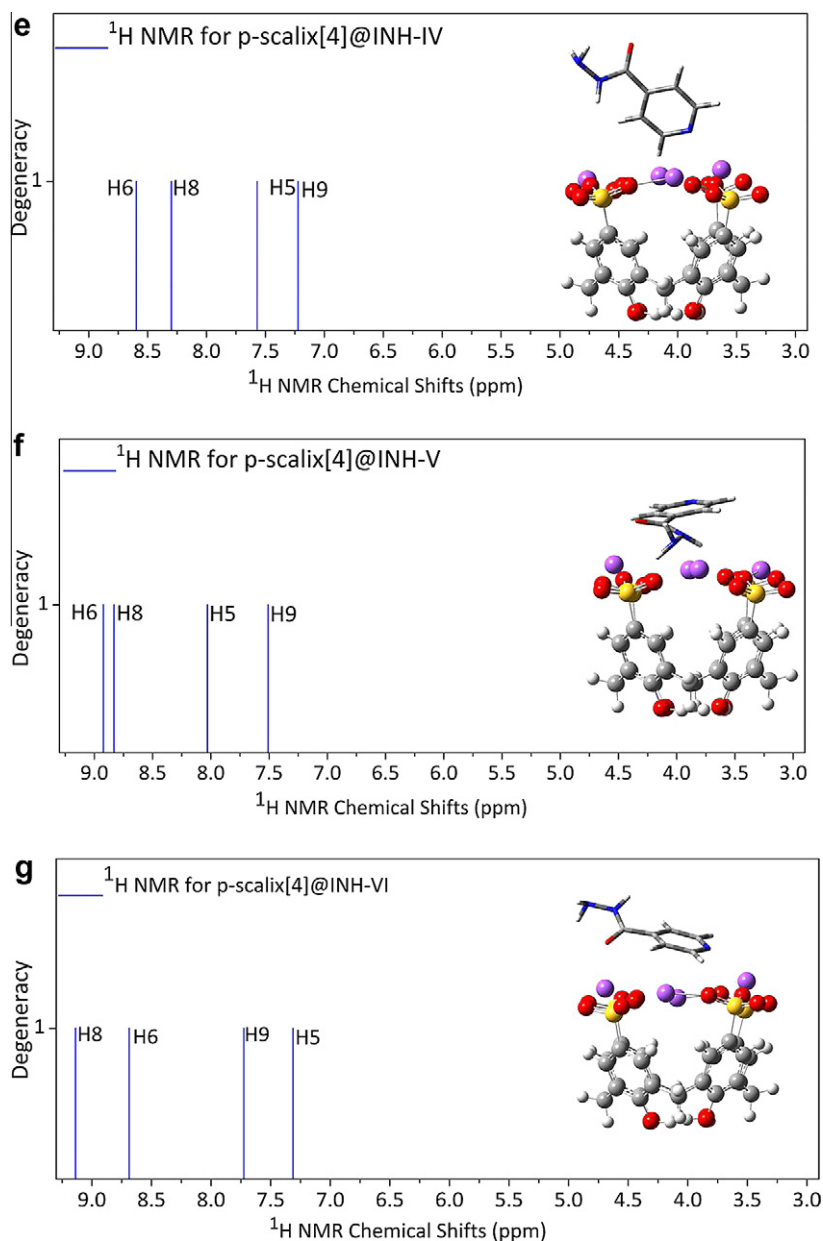 e
¹H NMR for p-scalix[4]@INH-IV
Degeneracy
1
H6 H8 H5 H9
9.0 8.5 8.0 7.5 7.0 6.5 6.0 5.5 5.0 4.5 4.0 3.5 3.0
¹H NMR Chemical Shifts (ppm)
f
¹H NMR for p-scalix[4]@INH-V
Degeneracy
1
H6 H8 H5 H9
9.0 8.5 8.0 7.5 7.0 6.5 6.0 5.5 5.0 4.5 4.0 3.5 3.0
¹H NMR Chemical Shifts (ppm)
g
¹H NMR for p-scalix[4]@INH-VI
Degeneracy
1
H8 H6 H9 H5
9.0 8.5 8.0 7.5 7.0 6.5 6.0 5.5 5.0 4.5 4.0 3.5 3.0
¹H NMR Chemical Shifts (ppm)